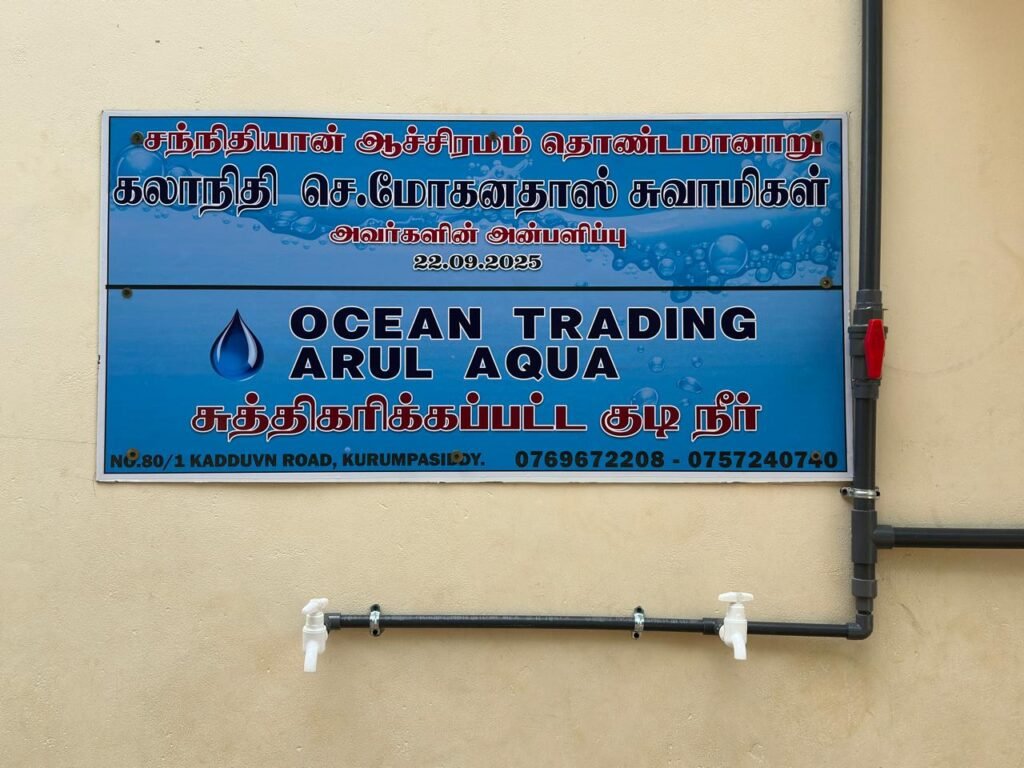 சந்நிதியான் ஆச்சிரமம் தொண்டமானாறு
கலாநிதி செ.மோகனதாஸ் சுவாமிகள்
அவர்களின் அன்பளிப்பு
22.09.2025
OCEAN TRADING
ARUL AQUA
சுத்திகரிக்கப்பட்ட குடி நீர்
NO.80/1 KADDUVN ROAD, KURUMPASIDDY. 0769672208 - 0757240740